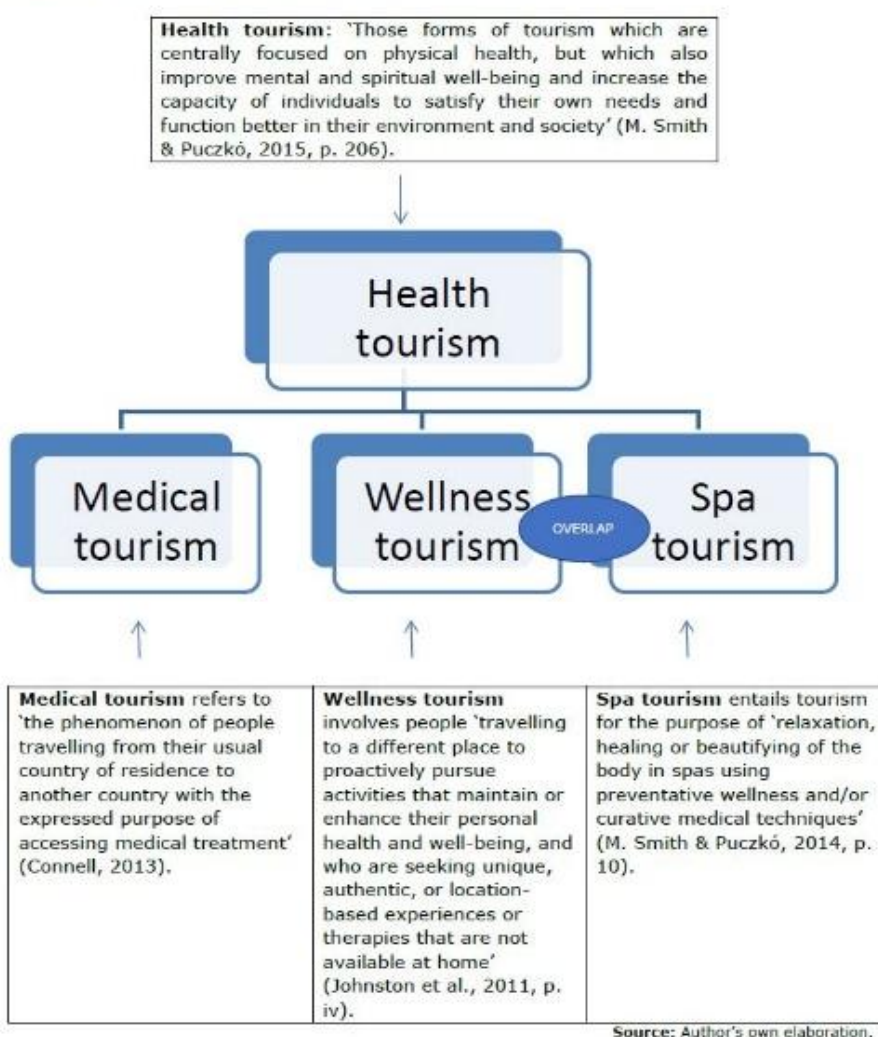 Health tourism: ‘Those forms of tourism which are
centrally focused on physical health, but which also
improve mental and spiritual well-being and increase the
capacity of individuals to satisfy their own needs and
function better in their environment and society’ (M. Smith
& Puczkó, 2015, p. 206).
Health
tourism
Medical
tourism
Wellness
tourism
OVERLAP
Spa
tourism
Medical tourism refers to
‘the phenomenon of people
travelling from their usual
country of residence to
another country with the
expressed purpose of
accessing medical treatment’
(Connell, 2013).
Wellness tourism
involves people ‘travelling
to a different place to
proactively pursue
activities that maintain or
enhance their personal
health and well-being, and
who are seeking unique,
authentic, or location-
based experiences or
therapies that are not
available at home’
(Johnston et al., 2011, p.
iv).
Spa tourism entails tourism
for the purpose of ‘relaxation,
healing or beautifying of the
body in spas using
preventative wellness and/or
curative medical techniques’
(M. Smith & Puczkó, 2014, p.
10).
Source: Author's own elaboration.